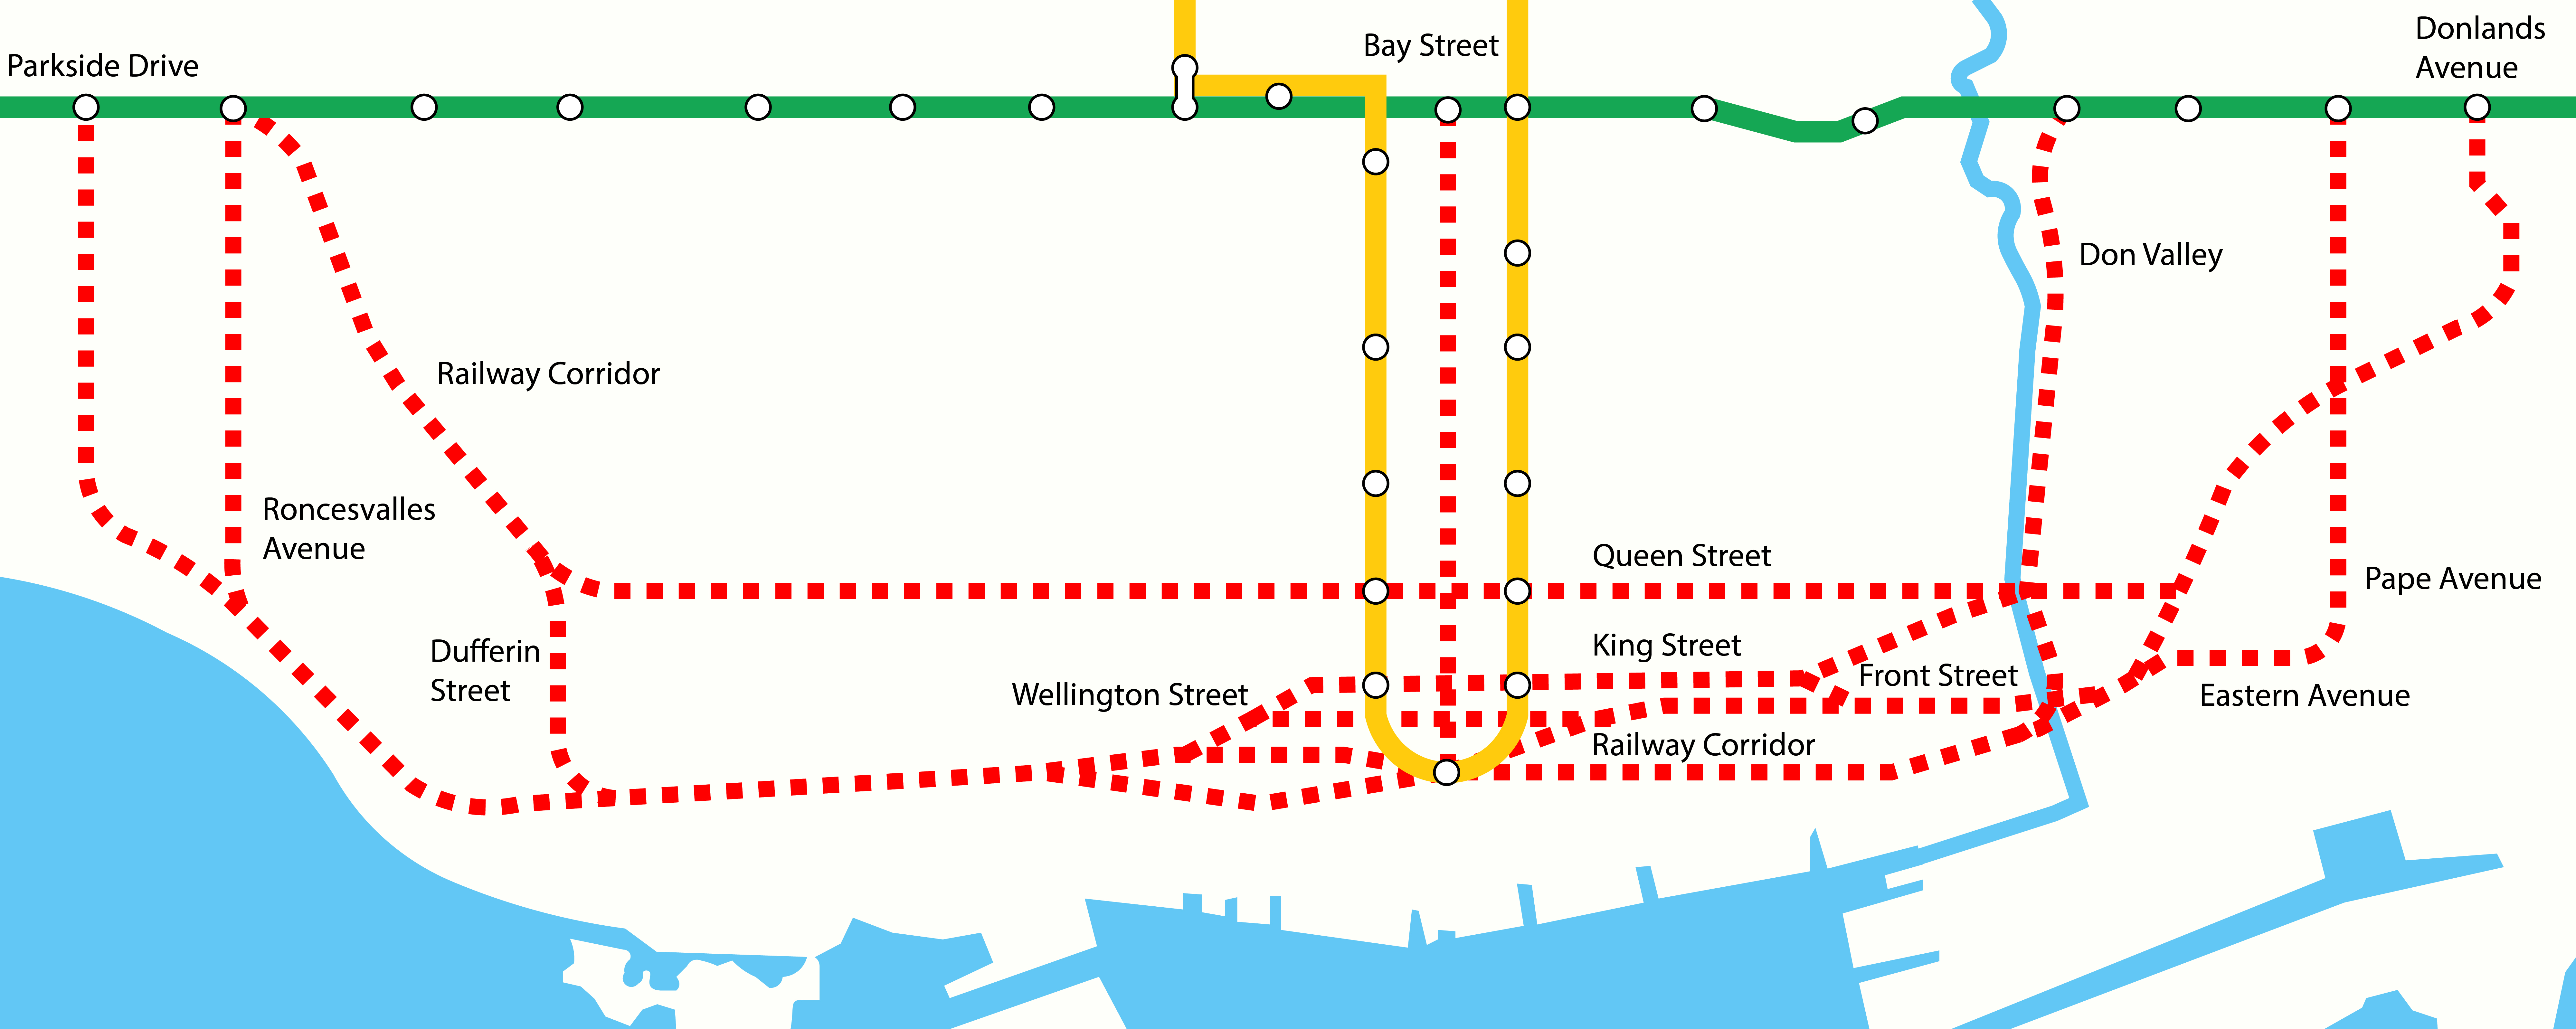 Parkside Drive
Bay Street
Donlands
Avenue
Don Valley
Railway Corridor
Roncesvalles
Avenue
Queen Street
Pape Avenue
Dufferin
Street
King Street
Wellington Street
Front Street
Eastern Avenue
Railway Corridor